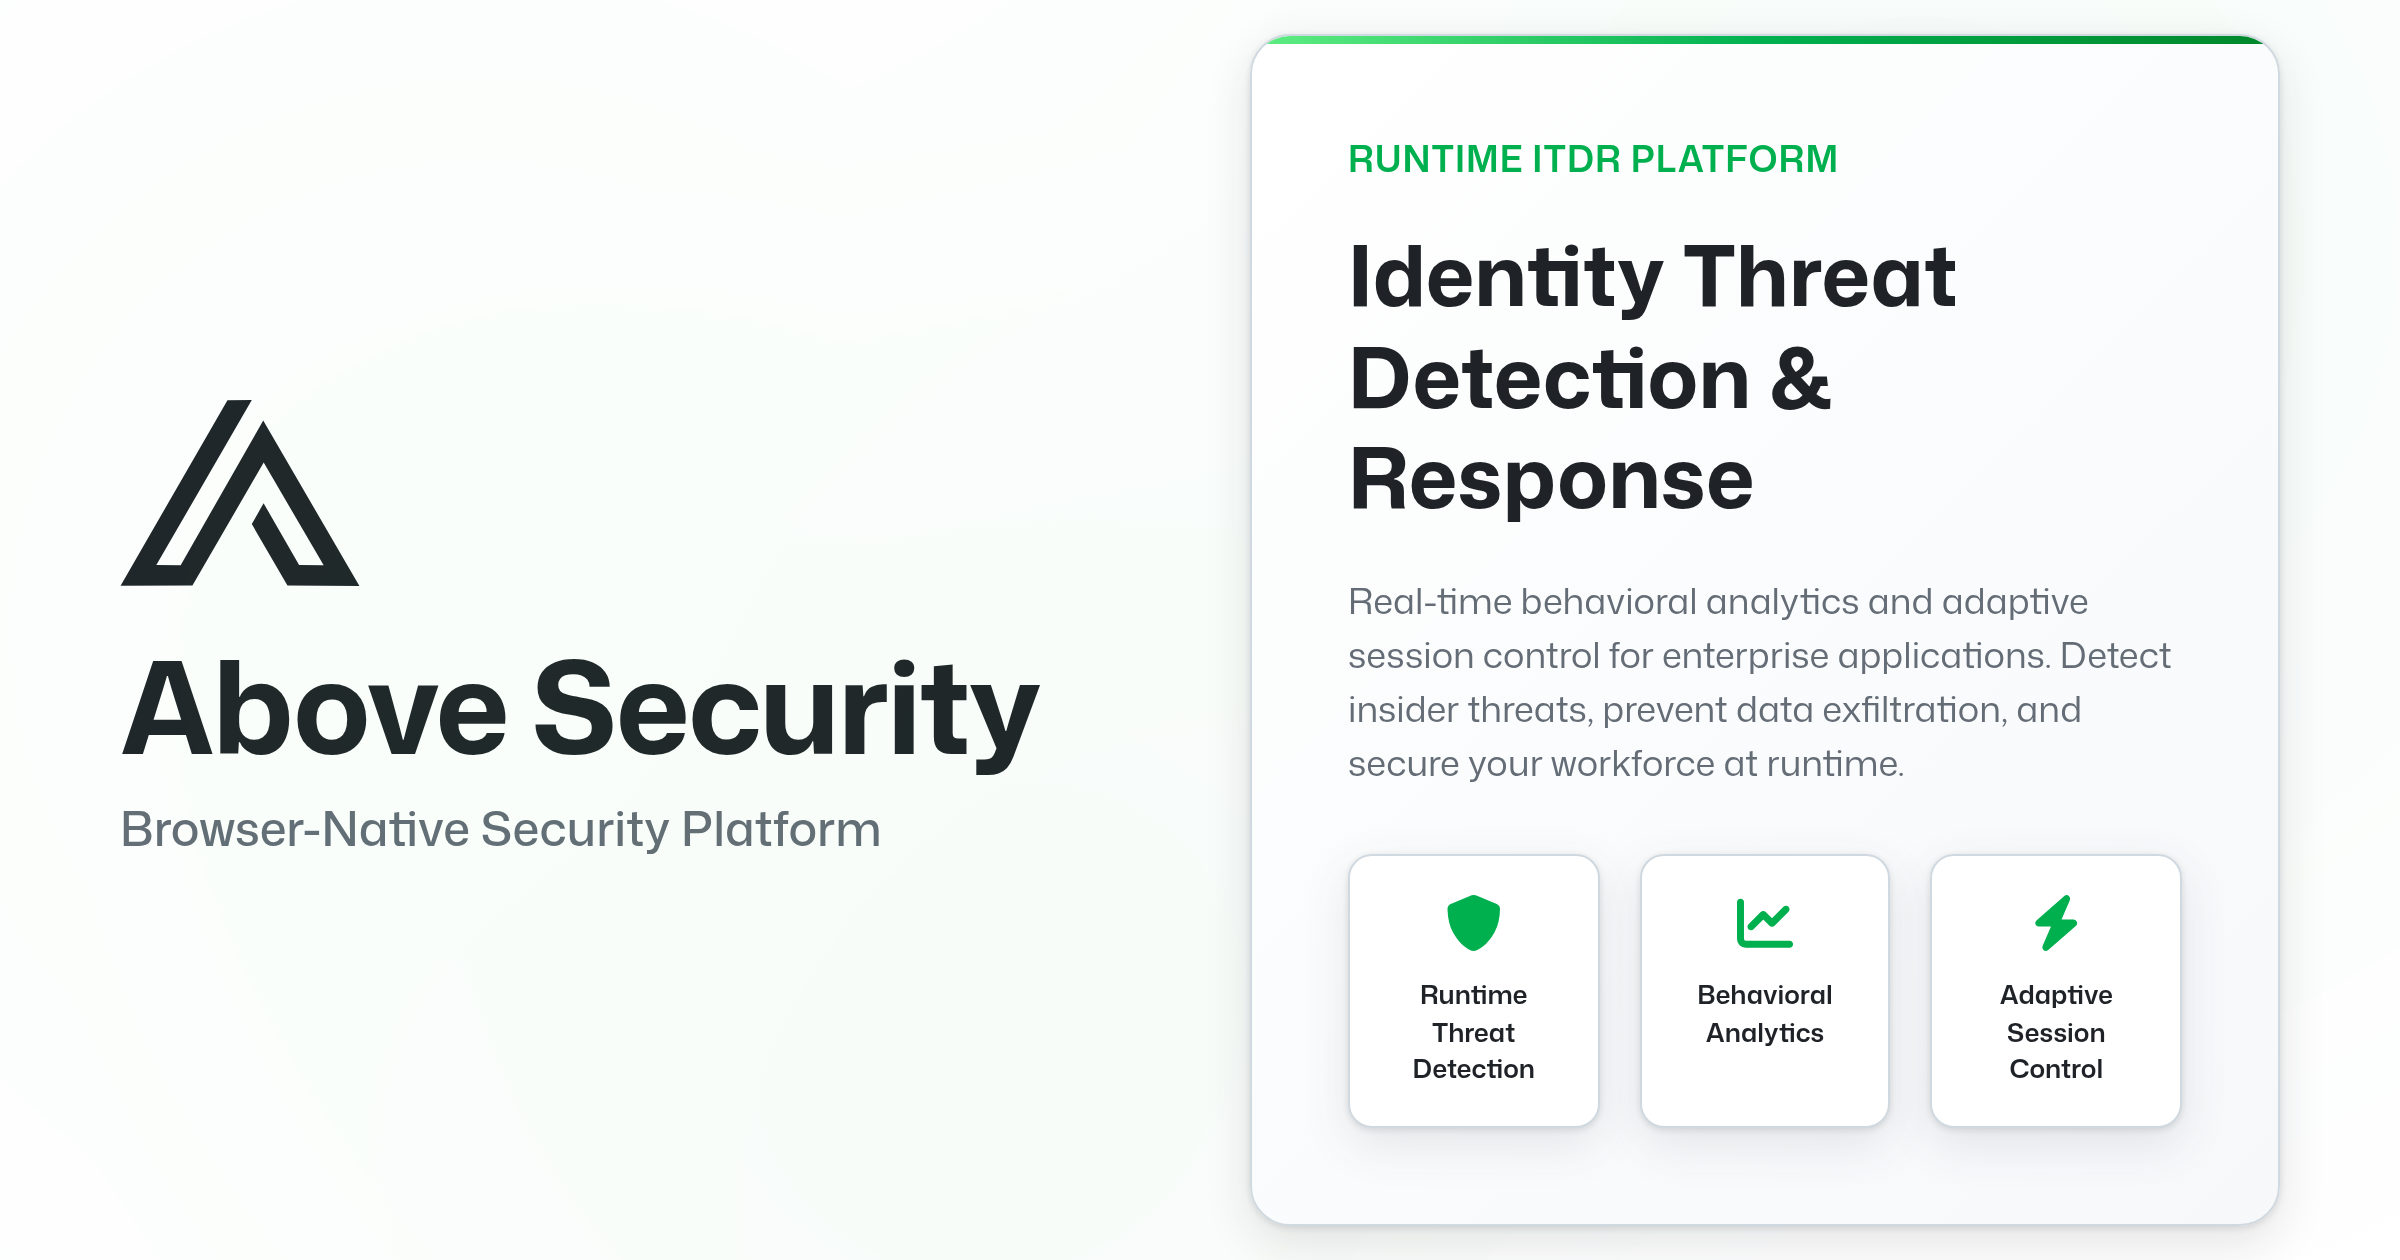 Above Security
Browser-Native Security Platform
RUNTIME ITDR PLATFORM
Identity Threat
Detection &
Response
Real-time behavioral analytics and adaptive
session control for enterprise applications. Detect
insider threats, prevent data exfiltration, and
secure your workforce at runtime.
Runtime
Threat
Detection
Behavioral
Analytics
Adaptive
Session
Control